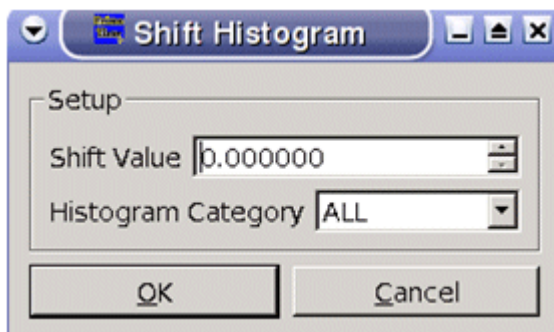 Shift Histogram
Setup
Shift Value 0.000000
Histogram Category ALL
OK Cancel